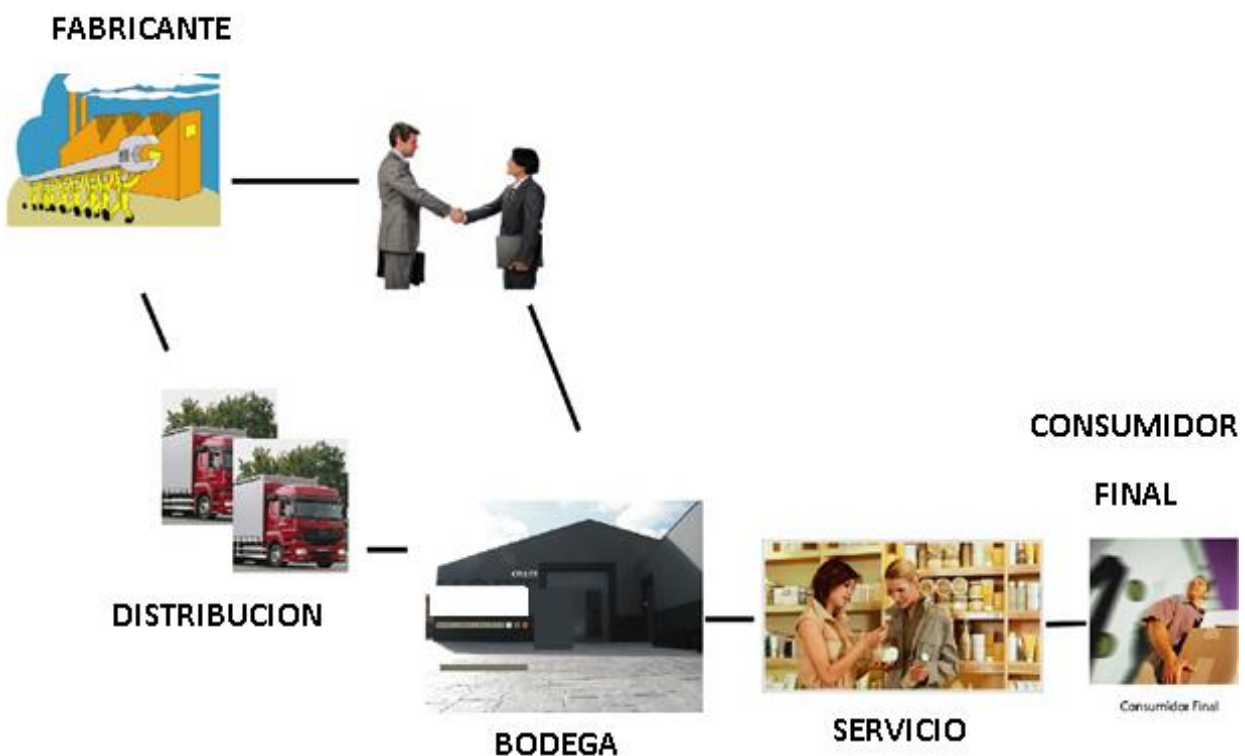 FABRICANTE
CONSUMIDOR
FINAL
DISTRIBUCION
Consumidor Final
SERVICIO
BODEGA